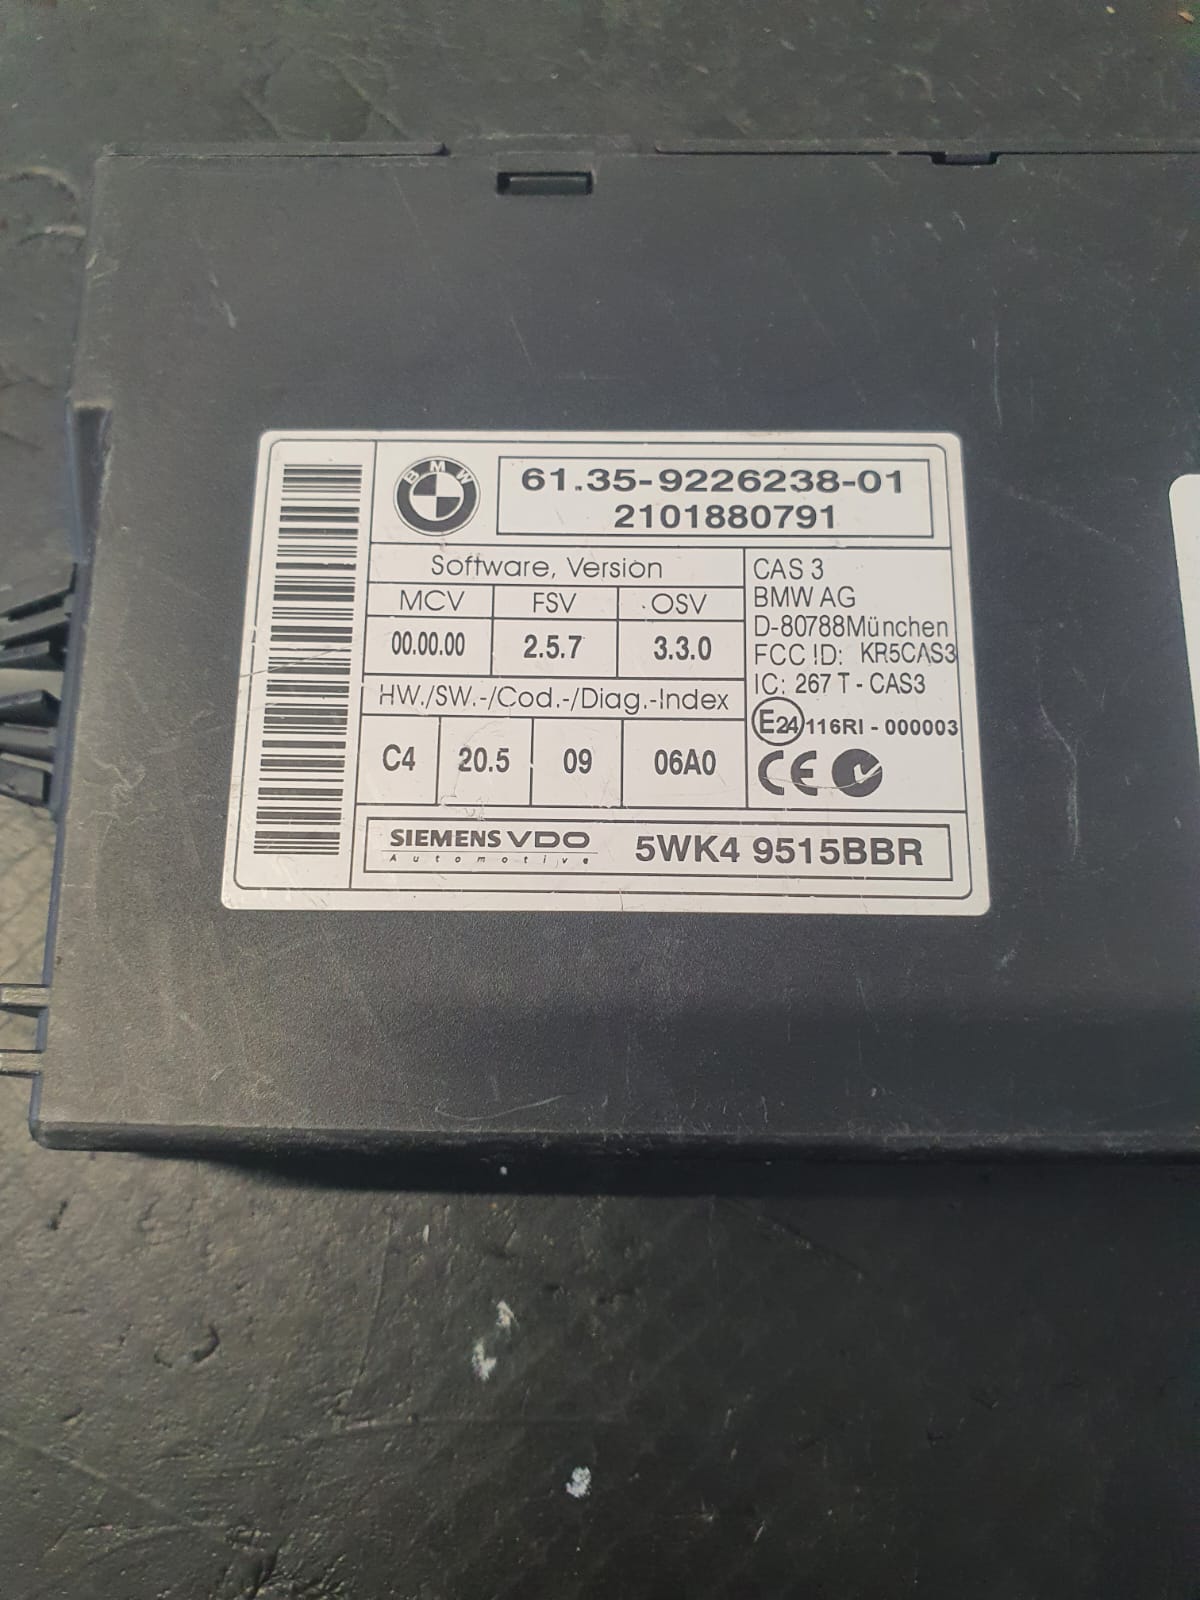 BMW
61.35-9226238-01
2101880791
Software, Version
MCV FSV OSV
00.00.00 2.5.7 3.3.0
HW./SW.-/Cod.-/Diag.-Index
C4 20.5 09 06A0
CAS 3
BMW AG
D-80788München
FCC ID: KR5CAS3
IC: 267 T - CAS3
E24 116RI - 000003
CE
SIEMENS VDO
Automotive
5WK4 9515BBR